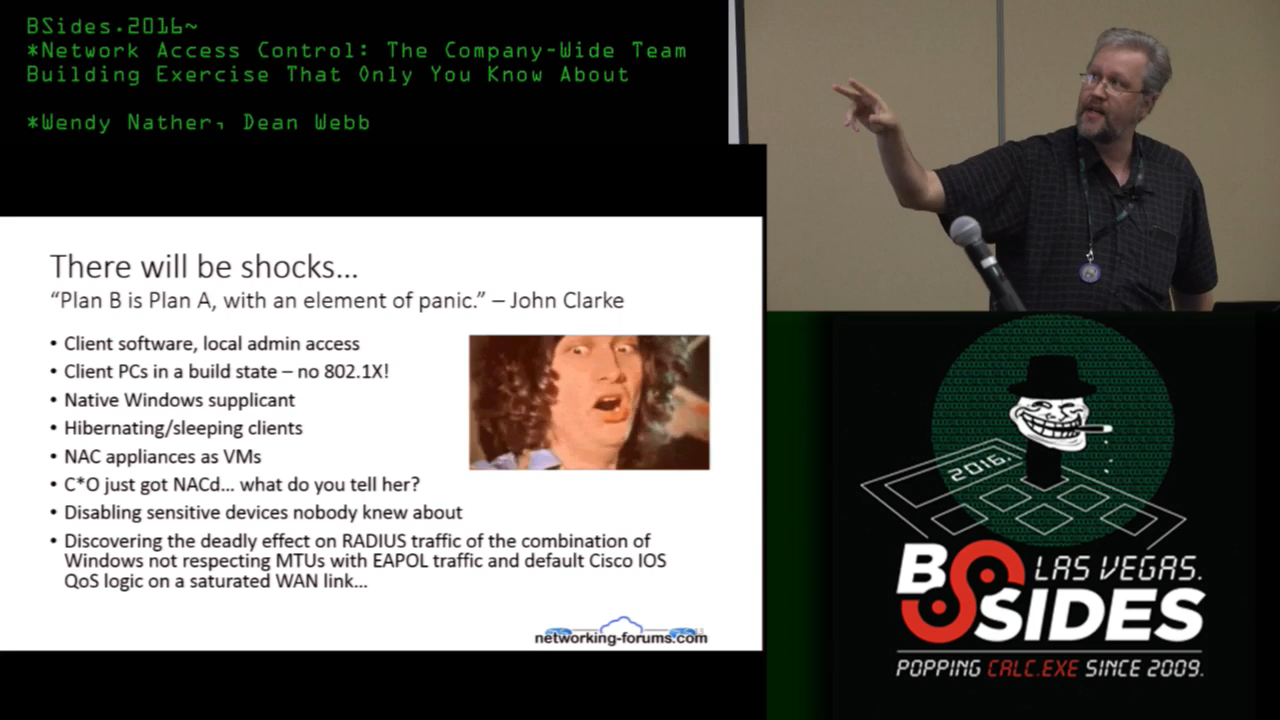 BSides.2016~
*Network Access Control: The Company-Wide Team
Building Exercise That Only You Know About
*Wendy Nather, Dean Webb
There will be shocks...
“Plan B is Plan A, with an element of panic.” – John Clarke
• Client software, local admin access
• Client PCs in a build state – no 802.1X!
• Native Windows supplicant
• Hibernating/sleeping clients
• NAC appliances as VMs
• C*O just got NACd... what do you tell her?
• Disabling sensitive devices nobody knew about
• Discovering the deadly effect on RADIUS traffic of the combination of
Windows not respecting MTUs with EAPOL traffic and default Cisco IOS
QoS logic on a saturated WAN link...
networking-forums.com
2016.
BSIDES
LAS VEGAS.
POPPING CALC.EXE SINCE 2009.